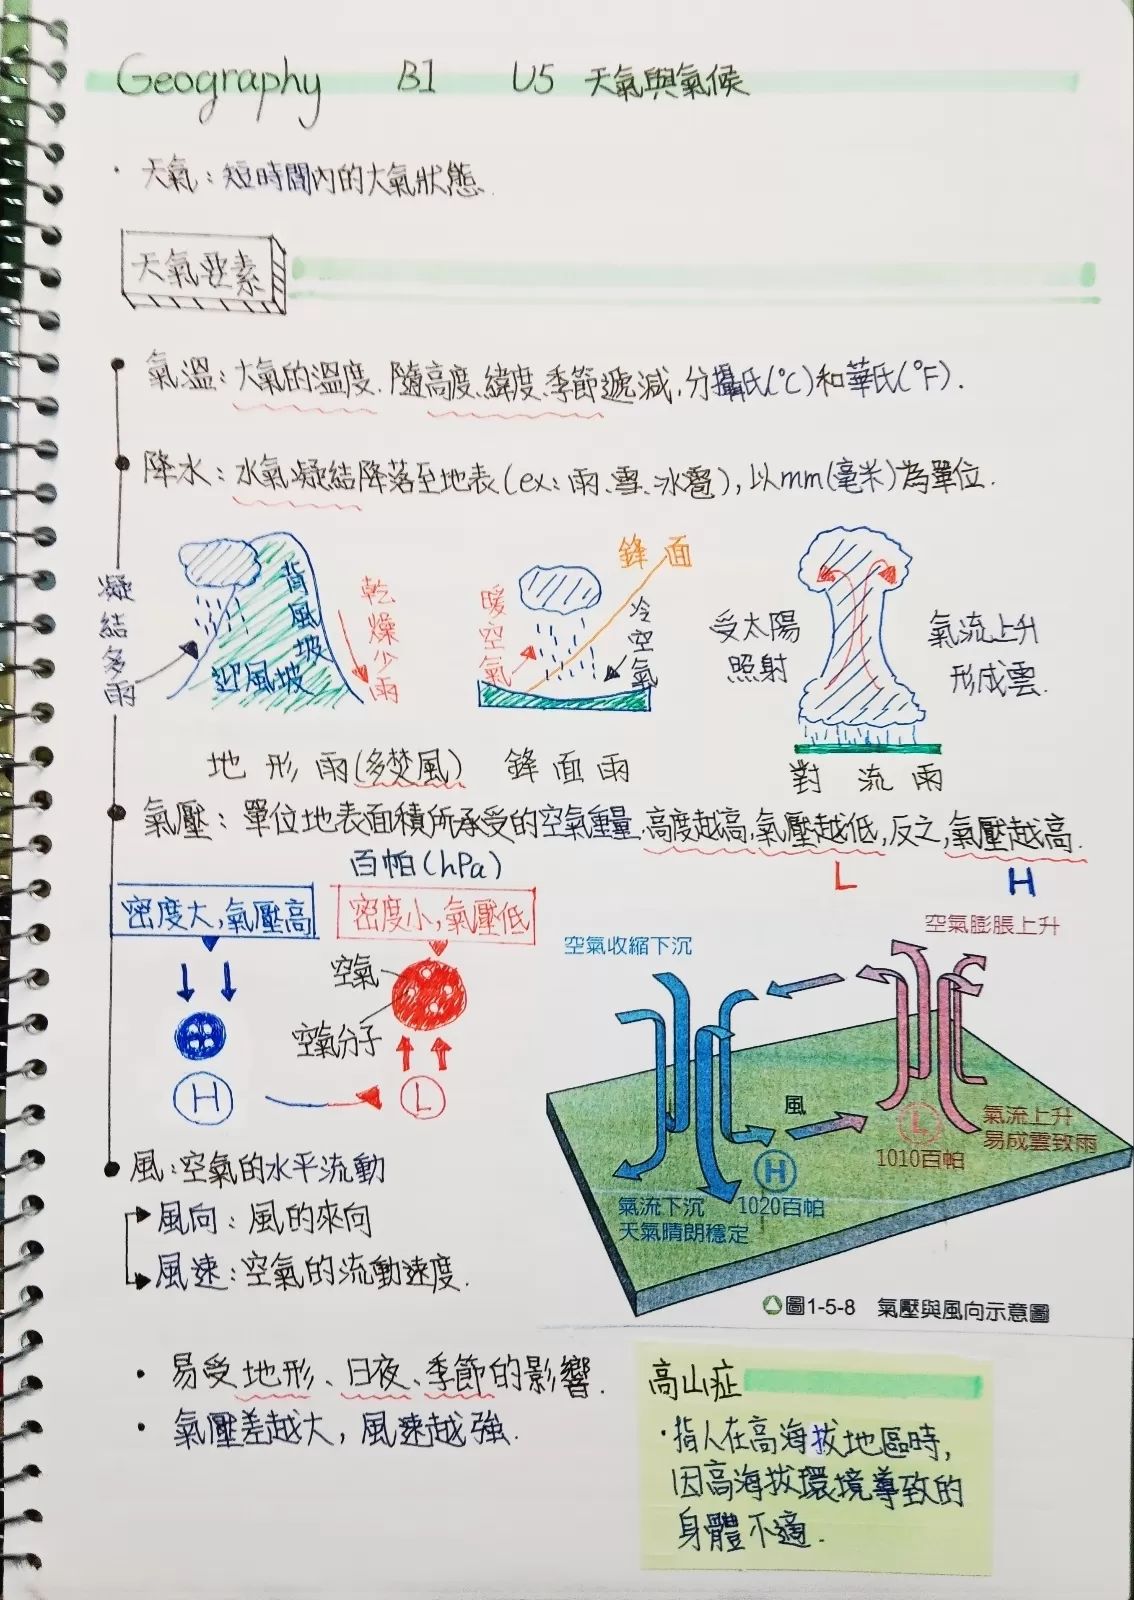 Geography B1 U5 天氣與氣候
· 天氣：短時間內的大氣狀態.
天氣要素
氣溫：大氣的溫度.隨高度、緯度、季節遞減,分攝氏(°C)和華氏(°F).
降水：水氣凝結降落至地表(ex：雨、雪、冰雹),以mm(毫米)為單位.
凝結多雨
迎風坡
背風坡
乾燥少雨
地形雨(多焚風)
暖空氣
鋒面
冷空氣
鋒面雨
受太陽
照射
氣流上升
形成雲.
對流雨
氣壓：單位地表面積所承受的空氣重量.高度越高,氣壓越低,反之,氣壓越高.
百帕(hPa)
L
H
密度大,氣壓高
密度小,氣壓低
空氣
空氣分子
H
L
空氣收縮下沉
空氣膨脹上升
風
L
1010百帕
氣流上升
易成雲致雨
H
1020百帕
氣流下沉
天氣晴朗穩定
圖1-5-8 氣壓與風向示意圖
風：空氣的水平流動
風向：風的來向
風速：空氣的流動速度.
· 易受地形、日夜、季節的影響.
· 氣壓差越大,風速越強.
高山症
·指人在高海拔地區時,
因高海拔環境導致的
身體不適.